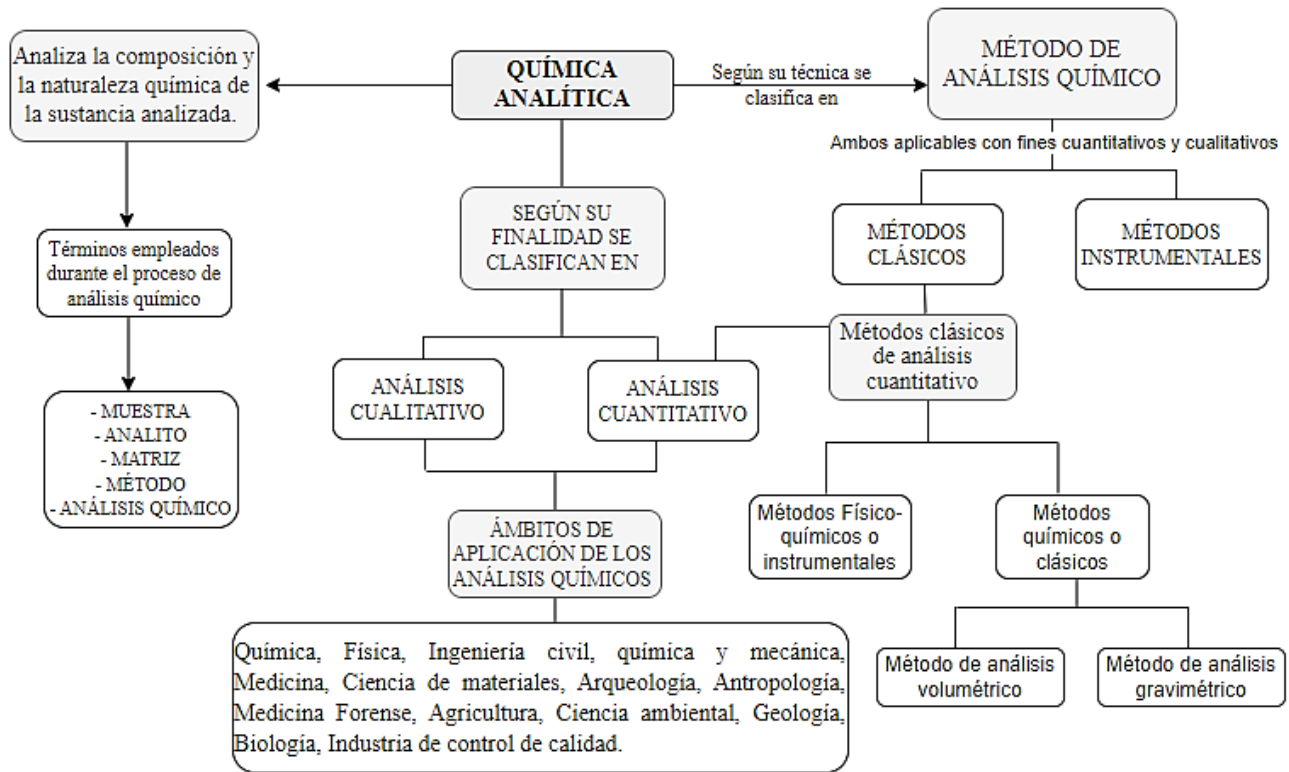 Analiza la composición y
la naturaleza química de
la sustancia analizada.
QUÍMICA
ANALÍTICA
Según su técnica se
clasifica en
MÉTODO DE
ANÁLISIS QUÍMICO
Ambos aplicables con fines cuantitativos y cualitativos
Términos empleados
durante el proceso de
análisis químico
SEGÚN SU
FINALIDAD SE
CLASIFICAN EN
MÉTODOS
CLÁSICOS
MÉTODOS
INSTRUMENTALES
- MUESTRA
- ANALITO
- MATRIZ
- MÉTODO
- ANÁLISIS QUÍMICO
ANÁLISIS
CUALITATIVO
ANÁLISIS
CUANTITATIVO
Métodos clásicos
de análisis
cuantitativo
ÁMBITOS DE
APLICACIÓN DE LOS
ANÁLISIS QUÍMICOS
Métodos Físico-
químicos o
instrumentales
Métodos
químicos o
clásicos
Química, Física, Ingeniería civil, química y mecánica,
Medicina, Ciencia de materiales, Arqueología, Antropología,
Medicina Forense, Agricultura, Ciencia ambiental, Geología,
Biología, Industria de control de calidad.
Método de análisis
volumétrico
Método de análisis
gravimétrico